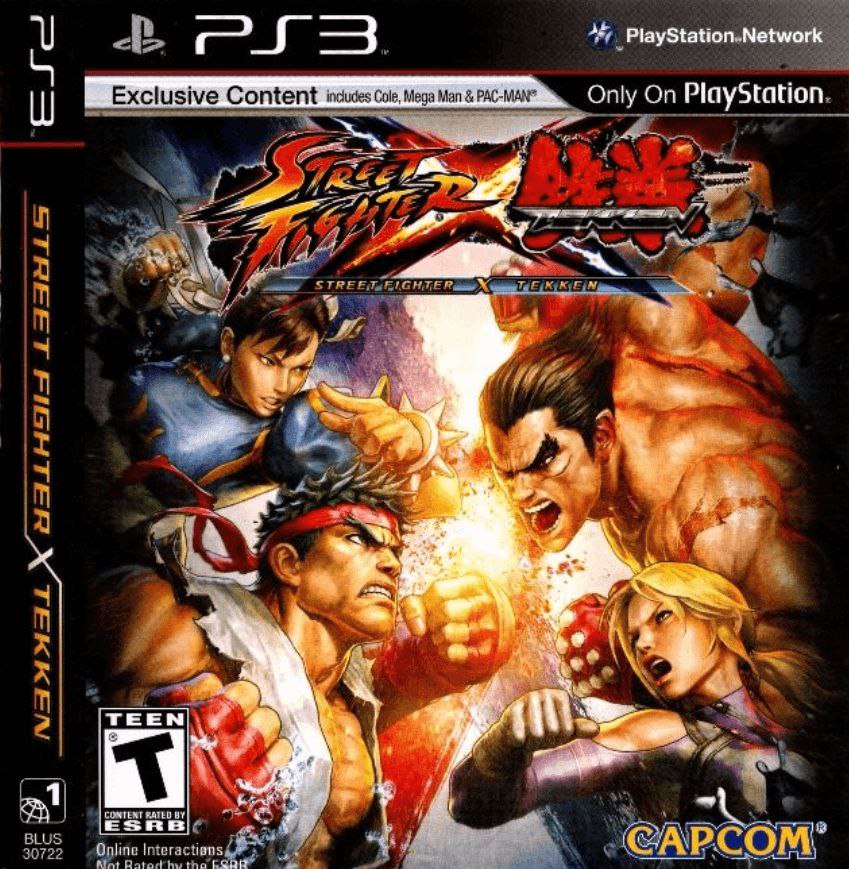 PS3
STREET FIGHTER X TEKKEN
1
BLUS
30722
PS3
PlayStation®Network
Exclusive Content includes Cole, Mega Man & PAC-MAN®
Only On PlayStation®
STREET
FIGHTER
X
鉄拳
TEKKEN
STREET FIGHTER X TEKKEN
TEEN
T
®
CONTENT RATED BY
ESRB
Online Interactions
Not Rated by the ESRB
CAPCOM®